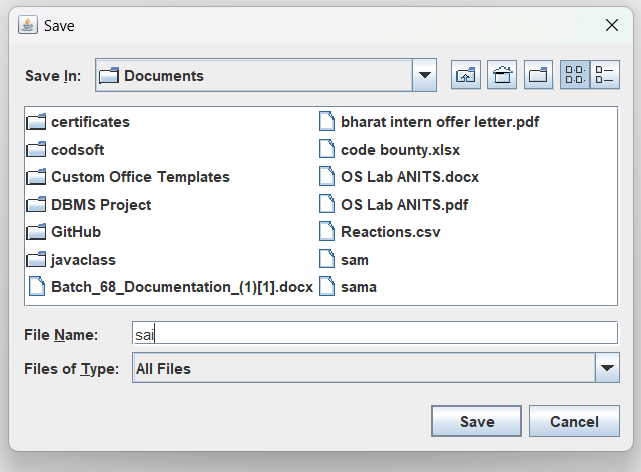 Save
Save In: Documents
certificates
codsoft
Custom Office Templates
DBMS Project
GitHub
javaclass
Batch_68_Documentation_(1)[1].docx
bharat intern offer letter.pdf
code bounty.xlsx
OS Lab ANITS.docx
OS Lab ANITS.pdf
Reactions.csv
sam
sama
File Name: sai
Files of Type: All Files
Save Cancel